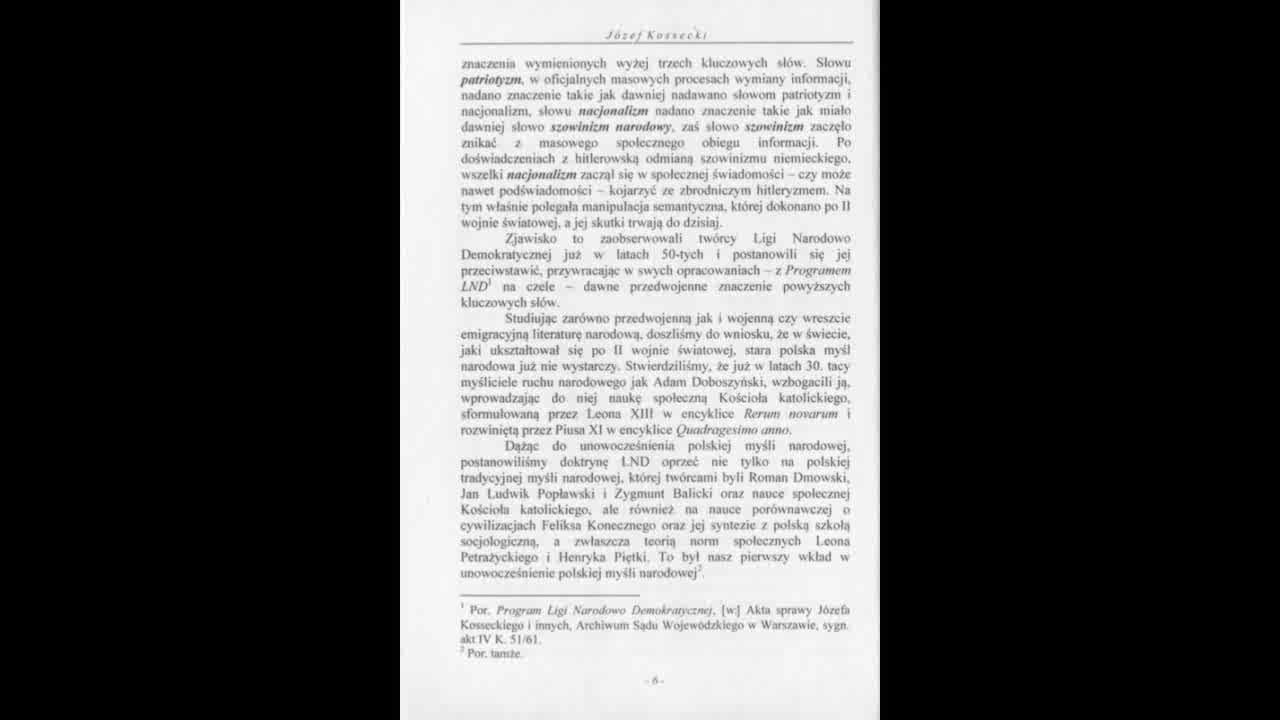 Józef Kossecki
znaczenia wymienionych wyżej trzech kluczowych słów. Słowu
patriotyzm, w oficjalnych masowych procesach wymiany informacji,
nadano znaczenie takie jak dawniej nadawano słowom patriotyzm i
nacjonalizm, słowu nacjonalizm nadano znaczenie takie jak miało
dawniej słowo szowinizm narodowy, zaś słowo szowinizm zaczęło
znikać z masowego społecznego obiegu informacji. Po
doświadczeniach z hitlerowską odmianą szowinizmu niemieckiego,
wszelki nacjonalizm zaczął się w społecznej świadomości – czy może
nawet podświadomości – kojarzyć ze zbrodniczym hitleryzmem. Na
tym właśnie polegała manipulacja semantyczna, której dokonano po II
wojnie światowej, a jej skutki trwają do dzisiaj.
Zjawisko to zaobserwowali twórcy Ligi Narodowo
Demokratycznej już w latach 50-tych i postanowili się jej
przeciwstawić, przywracając w swych opracowaniach – z Programem
LND¹ na czele – dawne przedwojenne znaczenie powyższych
kluczowych słów.
Studiując zarówno przedwojenną jak i wojenną czy wreszcie
emigracyjną literaturę narodową, doszliśmy do wniosku, że w świecie,
jaki ukształtował się po II wojnie światowej, stara polska myśl
narodowa już nie wystarczy. Stwierdziliśmy, że już w latach 30. tacy
myśliciele ruchu narodowego jak Adam Doboszyński, wzbogacili ją,
wprowadzając do niej naukę społeczną Kościoła katolickiego,
sformułowaną przez Leona XIII w encyklice Rerum novarum i
rozwiniętą przez Piusa XI w encyklice Quadragesimo anno.
Dążąc do unowocześnienia polskiej myśli narodowej,
postanowiliśmy doktrynę LND oprzeć nie tylko na polskiej
tradycyjnej myśli narodowej, której twórcami byli Roman Dmowski,
Jan Ludwik Popławski i Zygmunt Balicki oraz nauce społecznej
Kościoła katolickiego, ale również na nauce porównawczej o
cywilizacjach Feliksa Konecznego oraz jej syntezie z polską szkołą
socjologiczną, a zwłaszcza teorią norm społecznych Leona
Petrażyckiego i Henryka Piętki. To był nasz pierwszy wkład w
unowocześnienie polskiej myśli narodowej².
¹ Por. Program Ligi Narodowo Demokratycznej, [w:] Akta sprawy Józefa
Kosseckiego i innych, Archiwum Sądu Wojewódzkiego w Warszawie, sygn.
akt IV K. 51/61.
² Por. tamże.
- 6 -